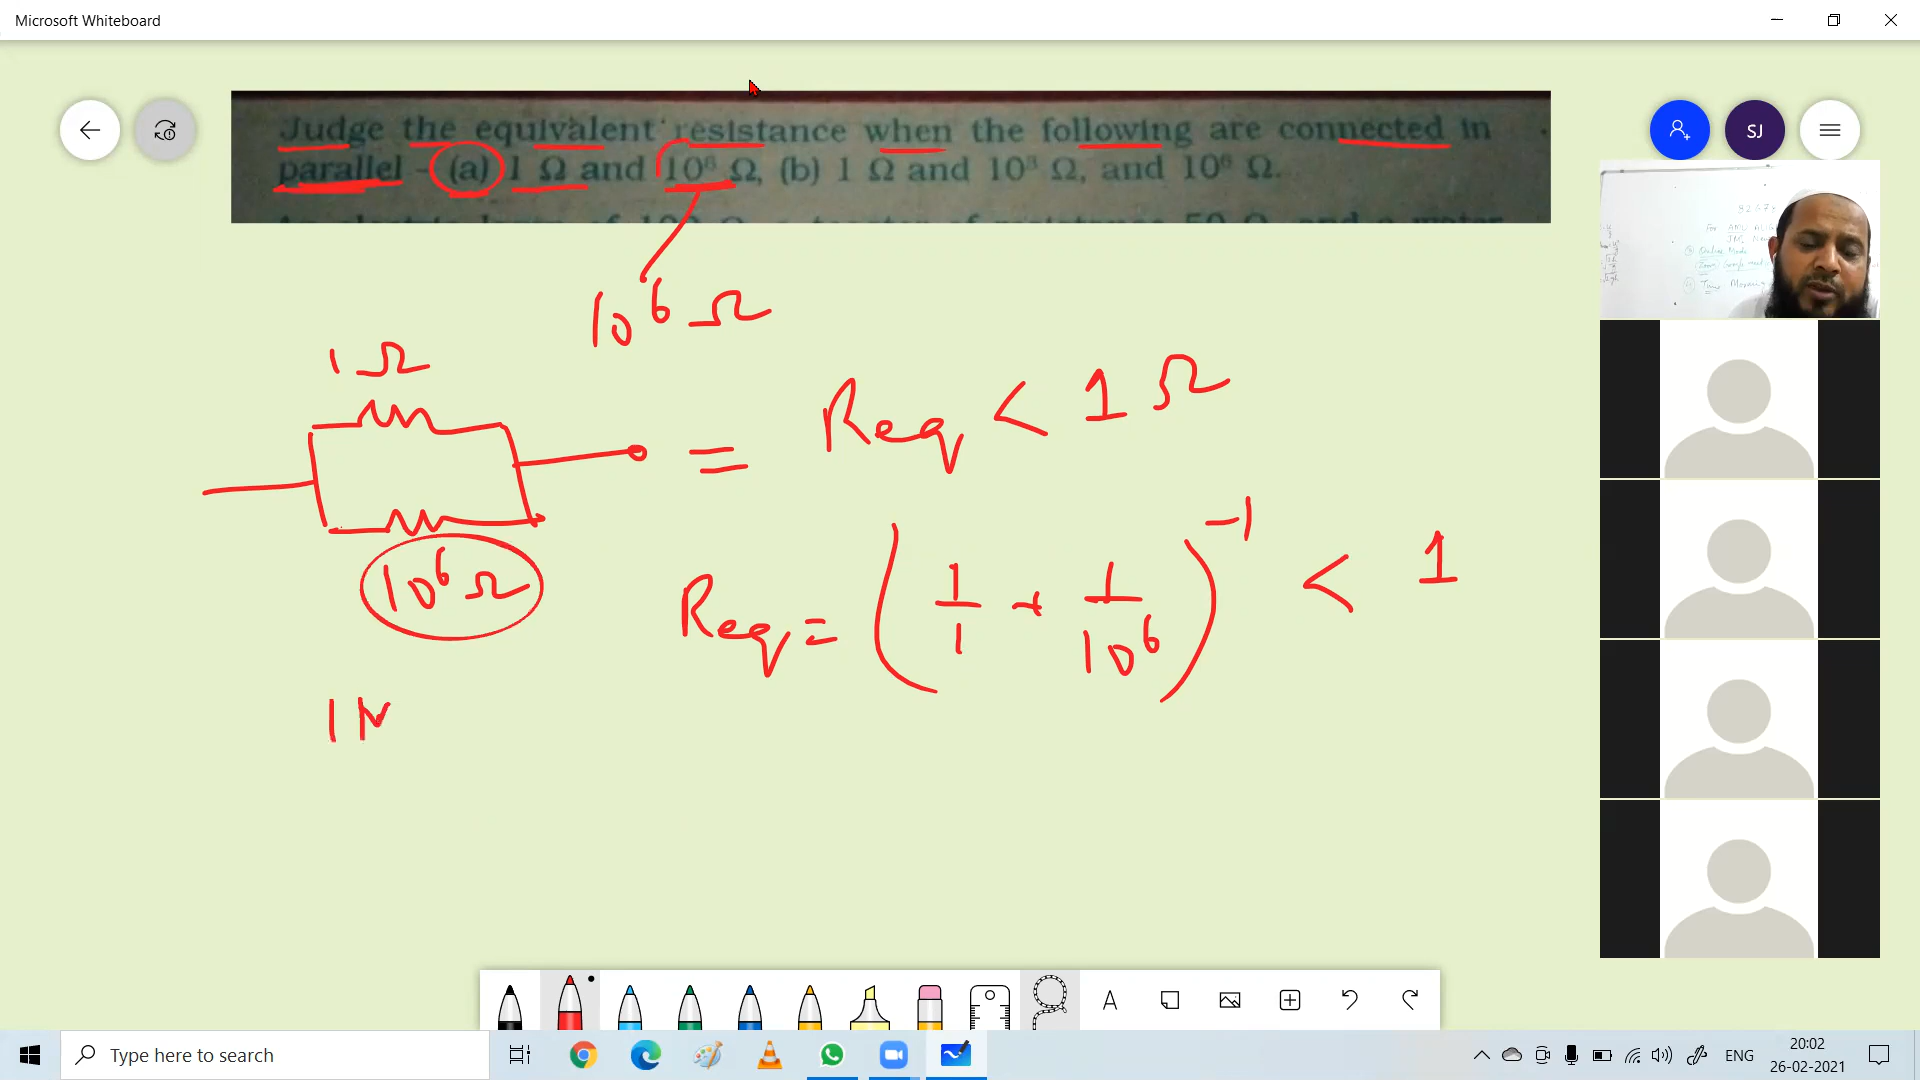 Microsoft Whiteboard
Judge the equivalent resistance when the following are connected in
parallel - (a) 1 Ω and 10⁶ Ω, (b) 1 Ω and 10³ Ω, and 10⁶ Ω.
SJ
10⁶ Ω
1 Ω
= Req < 1 Ω
10⁶ Ω
Req = (1/1 + 1/10⁶)⁻¹ < 1
1 M
A
Type here to search
ENG
20:02
26-02-2021